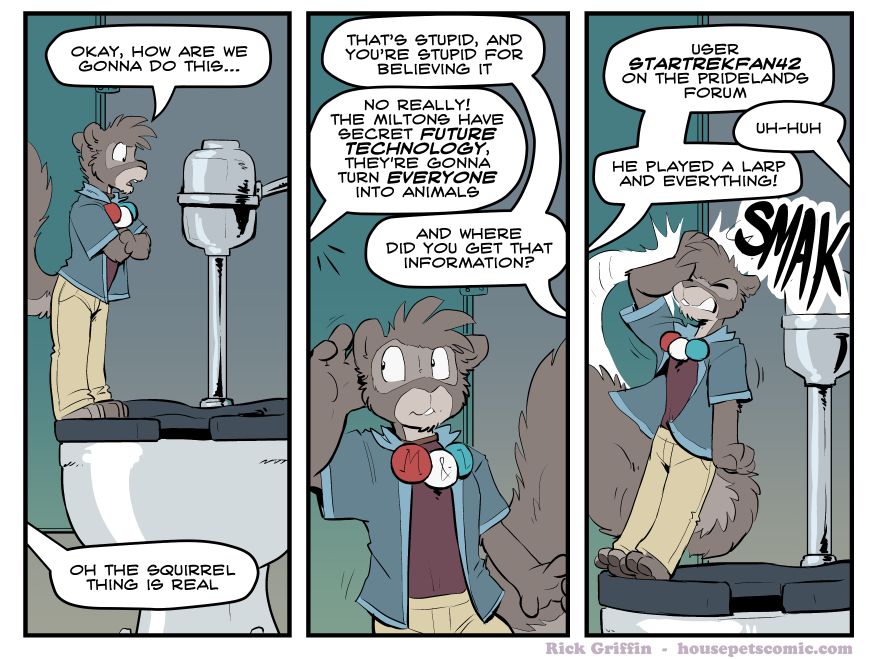 OKAY, HOW ARE WE
GONNA DO THIS...
OH THE SQUIRREL
THING IS REAL
THAT'S STUPID, AND
YOU'RE STUPID FOR
BELIEVING IT
NO REALLY!
THE MILTONS HAVE
SECRET FUTURE
TECHNOLOGY,
THEY'RE GONNA
TURN EVERYONE
INTO ANIMALS
AND WHERE
DID YOU GET THAT
INFORMATION?
M &
USER
STARTREKFAN42
ON THE PRIDELANDS
FORUM
UH-HUH
HE PLAYED A LARP
AND EVERYTHING!
SMAK
Rick Griffin - housepetscomic.com